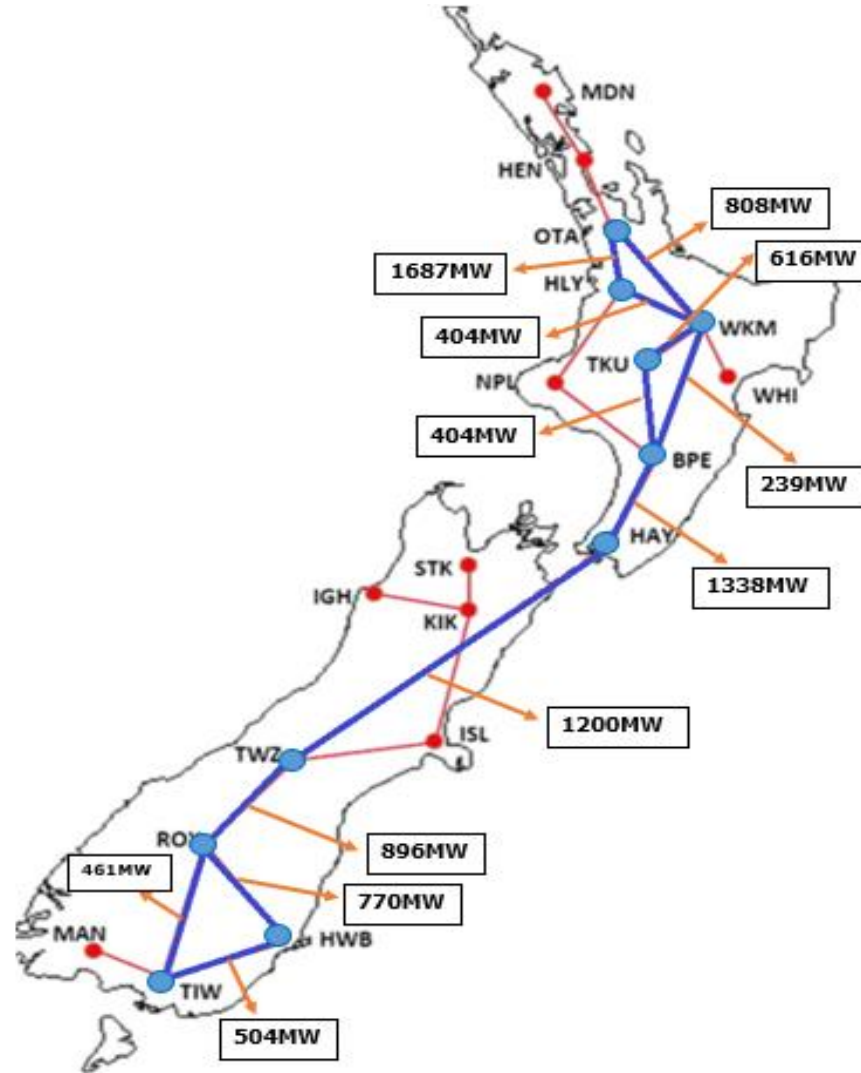 MDN
HEN
808MW
OTA
616MW
1687MW
HLY
WKM
404MW
TKU
NPL
WHI
404MW
BPE
239MW
HAY
STK
1338MW
IGH
KIK
1200MW
ISL
TWZ
ROX
896MW
461MW
770MW
MAN
HWB
TIW
504MW